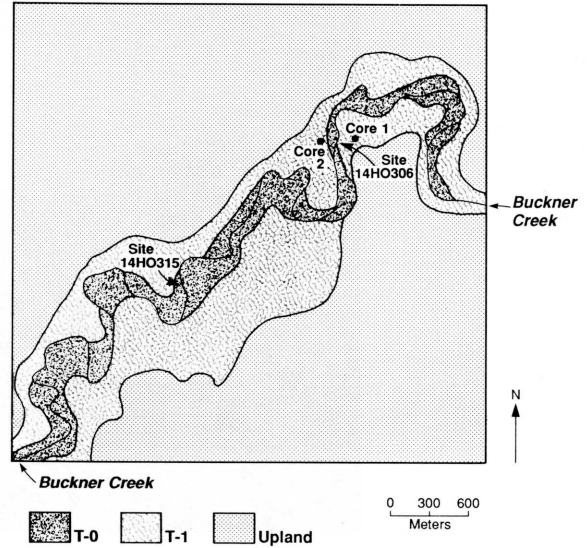 Core 1
Core
2
Site
14HO306
Buckner
Creek
Site
14HO315
N
Buckner Creek
T-0
T-1
Upland
0 300 600
Meters